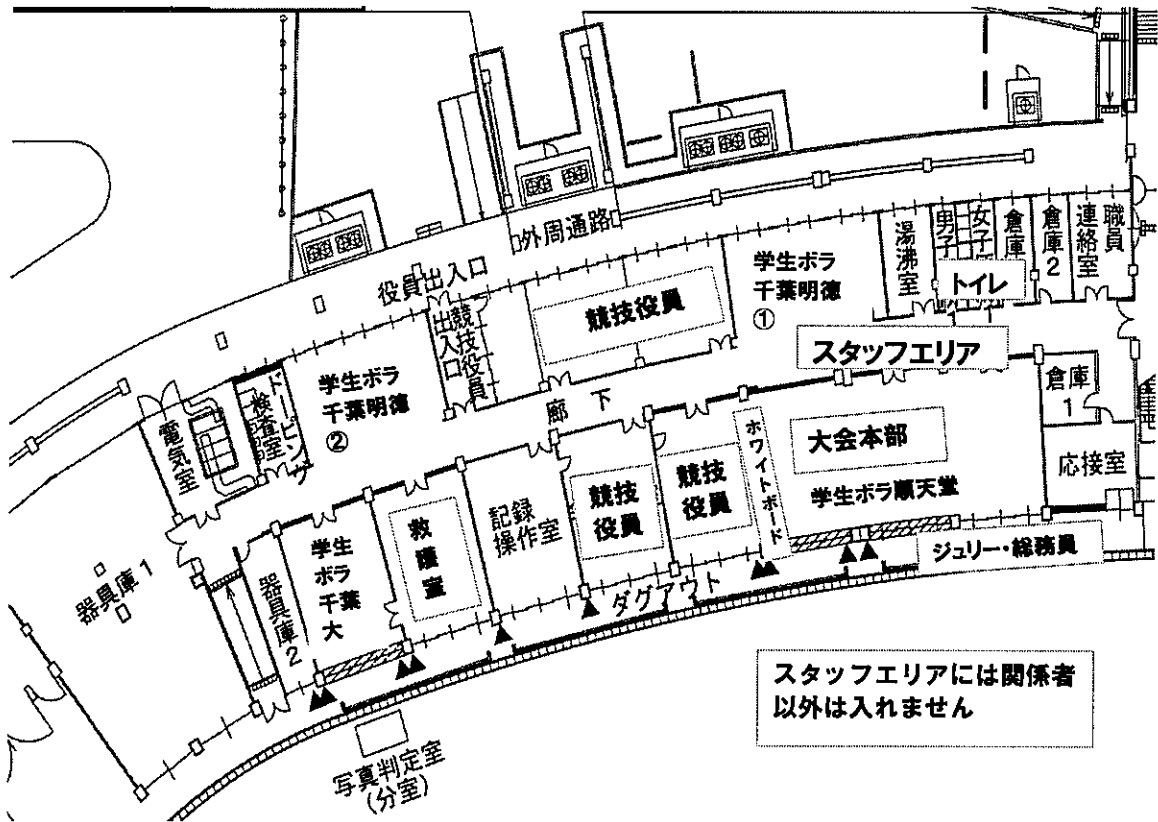 外周通路
役員出入口
競技役員
出入口
競技役員
学生ボラ
千葉明徳
①
湯沸室
男子
女子
トイレ
倉庫
倉庫2
職員
連絡室
スタッフエリア
学生ボラ
千葉明徳
②
ドーピング
検査室
電気室
廊下
倉庫1
応接室
大会本部
学生ボラ順天堂
ホワイトボード
競技
役員
競技
役員
記録
操作室
救護室
学生
ボラ
千葉
大
器具庫1
器具庫2
ジュリー・総務員
ダグアウト
写真判定室
(分室)
スタッフエリアには関係者
以外は入れません